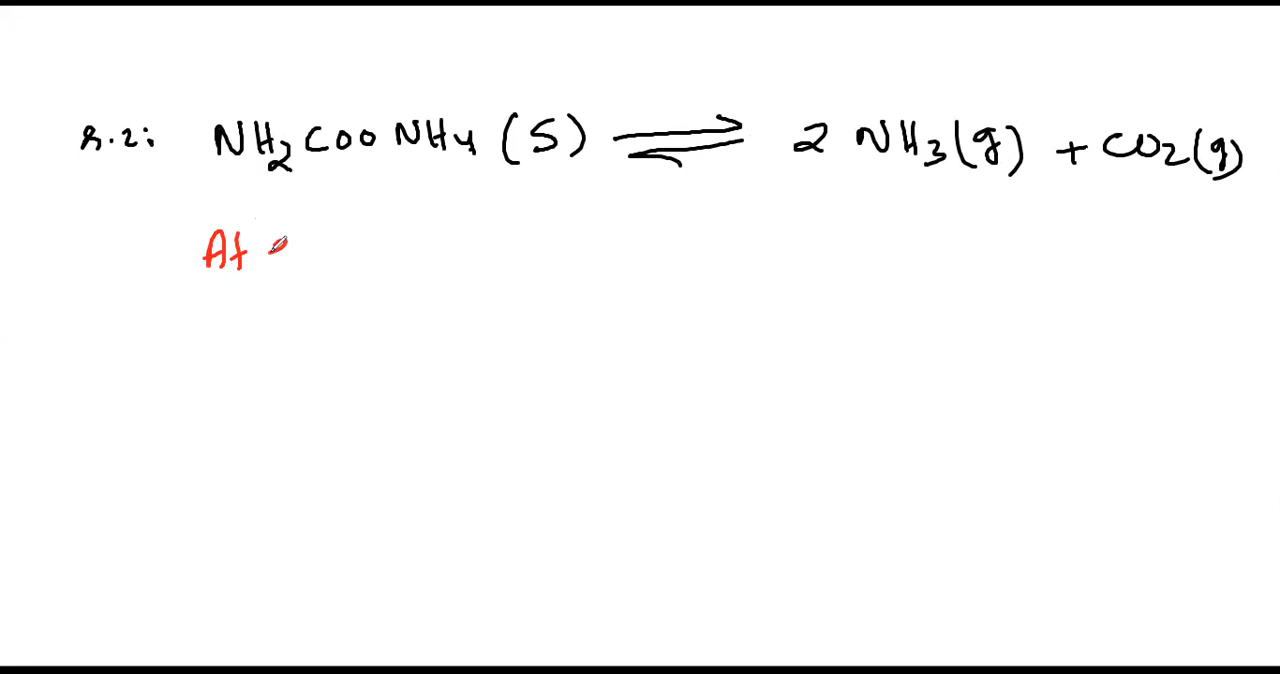 s.2: NH2COONH4 (S) ⇌ 2 NH3(g) + CO2(g)
At